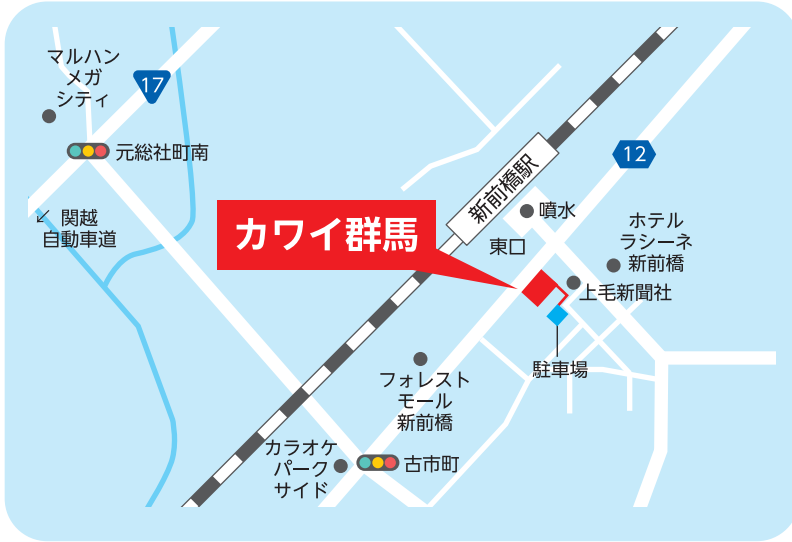 マルハン
メガ
シティ
17
元総社町南
関越
自動車道
カワイ群馬
新前橋駅
12
噴水
東口
ホテル
ラシーネ
新前橋
上毛新聞社
駐車場
フォレスト
モール
新前橋
カラオケ
パーク
サイド
古市町